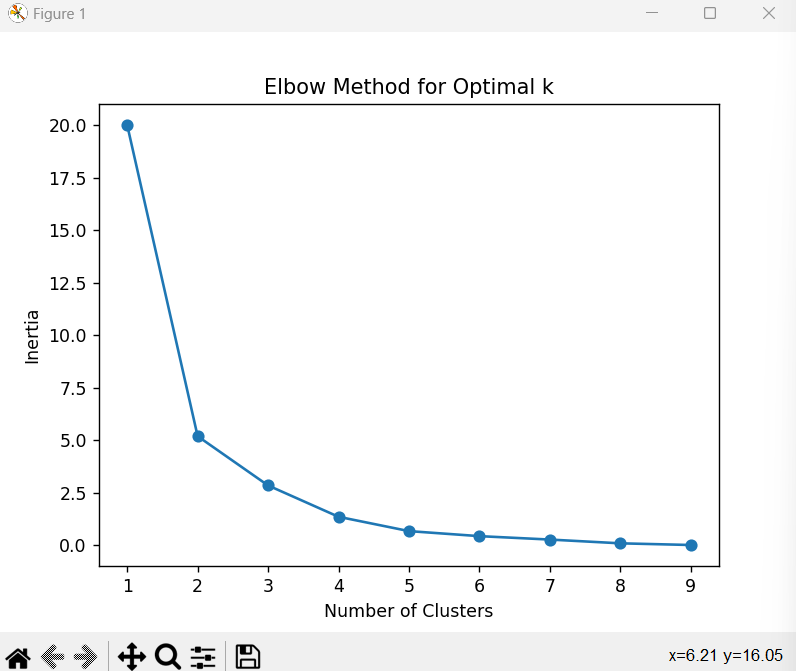 Figure 1
Elbow Method for Optimal k
20.0
17.5
15.0
12.5
10.0
7.5
5.0
2.5
0.0
Inertia
1 2 3 4 5 6 7 8 9
Number of Clusters
x=6.21 y=16.05